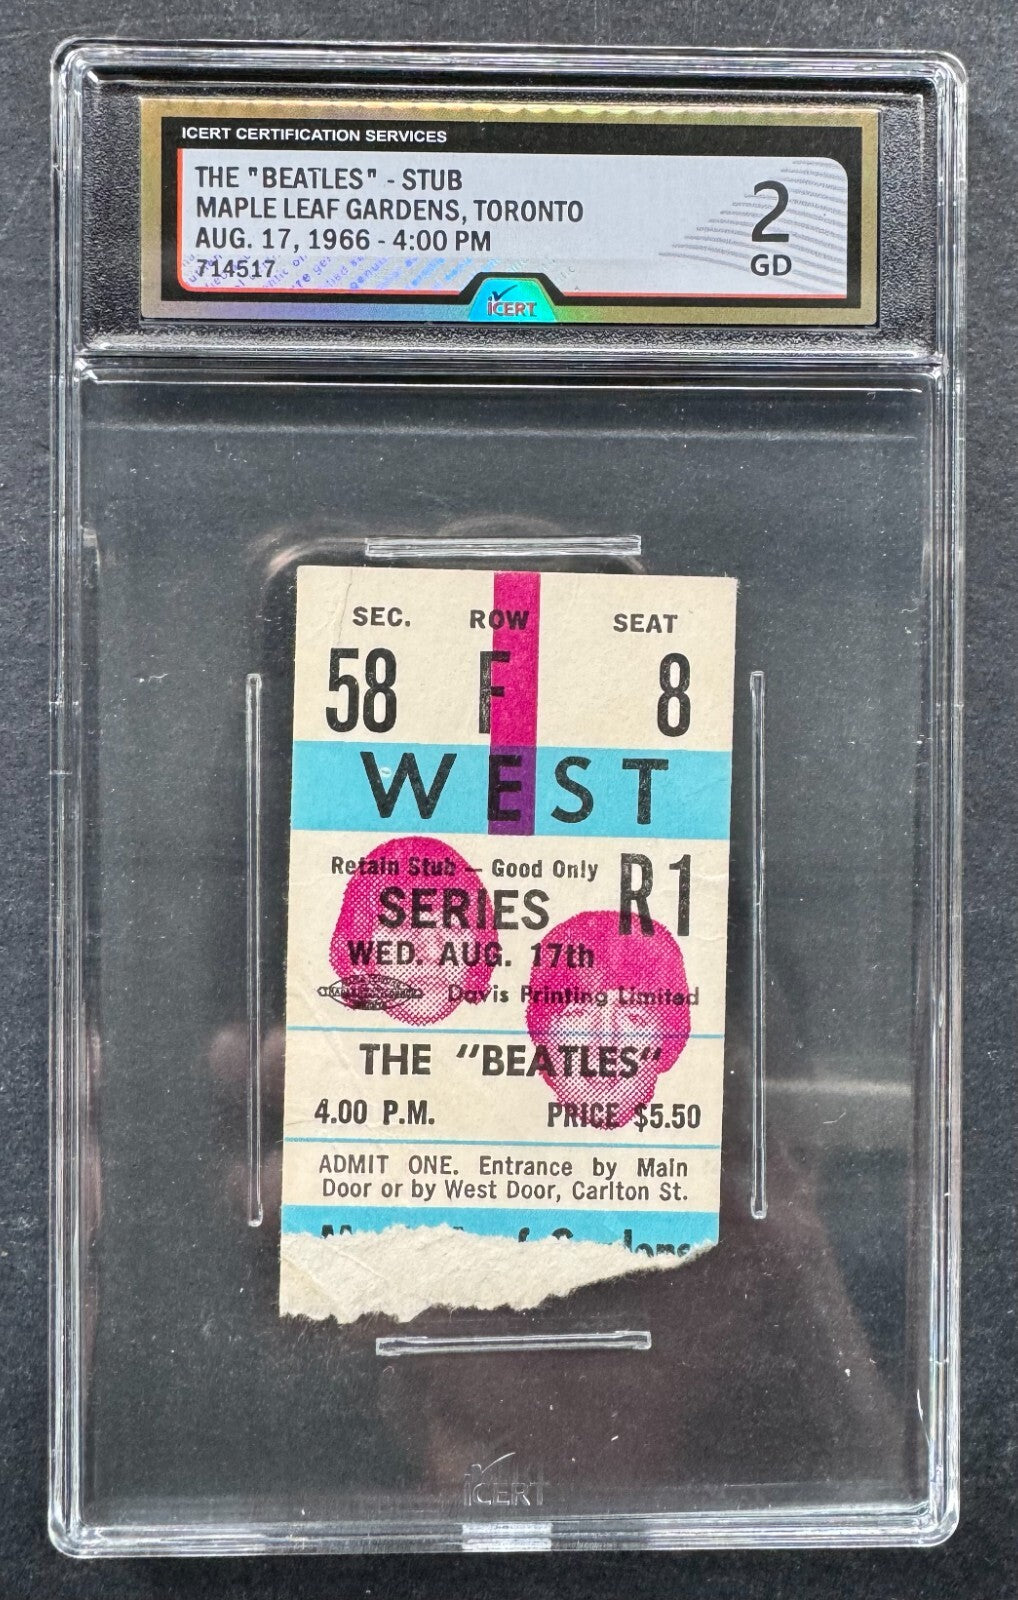 ICERT CERTIFICATION SERVICES
THE "BEATLES" - STUB
MAPLE LEAF GARDENS, TORONTO
AUG. 17, 1966 - 4:00 PM
714517
2
GD
ICERT
SEC. ROW SEAT
58 F 8
WEST
Retain Stub - Good Only
R1
SERIES
WED. AUG. 17th
Davis Printing Limited
THE "BEATLES"
4.00 P.M. PRICE $5.50
ADMIT ONE. Entrance by Main
Door or by West Door, Carlton St.
ICERT